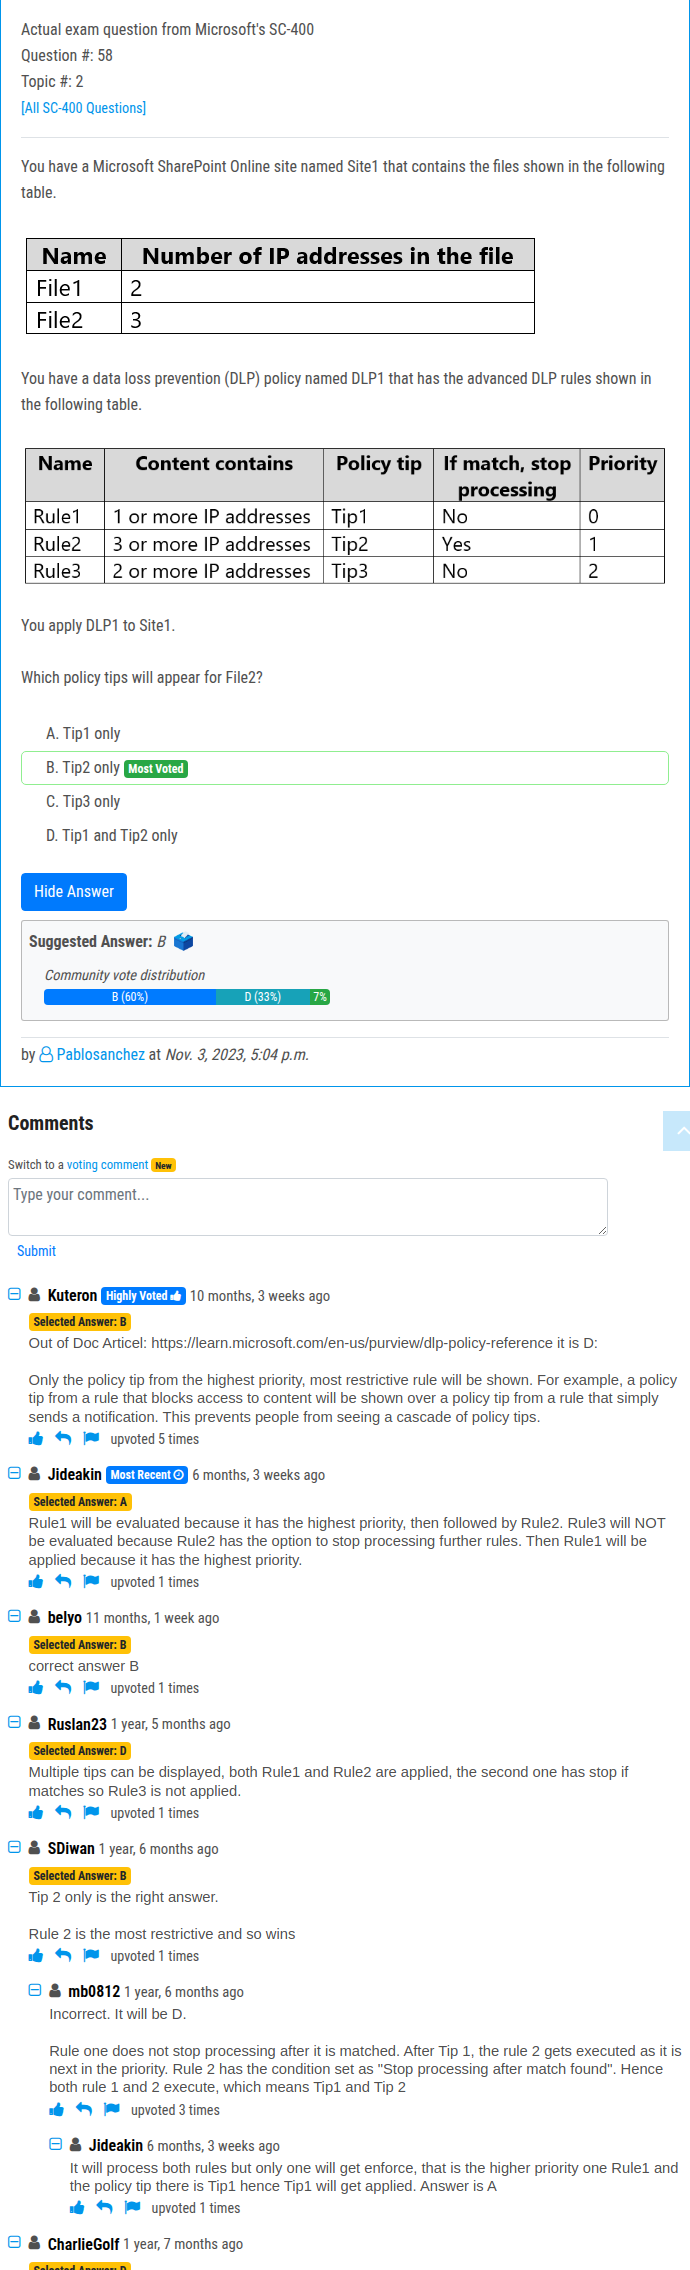 Actual exam question from Microsoft's SC-400
Question #: 58
Topic #: 2
[All SC-400 Questions]
You have a Microsoft SharePoint Online site named Site1 that contains the files shown in the following
table.
Name Number of IP addresses in the file
File1 2
File2 3
You have a data loss prevention (DLP) policy named DLP1 that has the advanced DLP rules shown in
the following table.
Name Content contains Policy tip If match, stop processing Priority
Rule1 1 or more IP addresses Tip1 No 0
Rule2 3 or more IP addresses Tip2 Yes 1
Rule3 2 or more IP addresses Tip3 No 2
You apply DLP1 to Site1.
Which policy tips will appear for File2?
A. Tip1 only
B. Tip2 only Most Voted
C. Tip3 only
D. Tip1 and Tip2 only
Hide Answer
Suggested Answer: B
Community vote distribution
B (60%) D (33%) 7%
by Pablosanchez at Nov. 3, 2023, 5:04 p.m.
Comments
Switch to a voting comment New
Type your comment...
Submit
Kuteron Highly Voted 10 months, 3 weeks ago
Selected Answer: B
Out of Doc Articel: https://learn.microsoft.com/en-us/purview/dlp-policy-reference it is D:
Only the policy tip from the highest priority, most restrictive rule will be shown. For example, a policy
tip from a rule that blocks access to content will be shown over a policy tip from a rule that simply
sends a notification. This prevents people from seeing a cascade of policy tips.
upvoted 5 times
Jideakin Most Recent 6 months, 3 weeks ago
Selected Answer: A
Rule1 will be evaluated because it has the highest priority, then followed by Rule2. Rule3 will NOT
be evaluated because Rule2 has the option to stop processing further rules. Then Rule1 will be
applied because it has the highest priority.
upvoted 1 times
belyo 11 months, 1 week ago
Selected Answer: B
correct answer B
upvoted 1 times
Ruslan23 1 year, 5 months ago
Selected Answer: D
Multiple tips can be displayed, both Rule1 and Rule2 are applied, the second one has stop if
matches so Rule3 is not applied.
upvoted 1 times
SDiwan 1 year, 6 months ago
Selected Answer: B
Tip 2 only is the right answer.
Rule 2 is the most restrictive and so wins
upvoted 1 times
mb0812 1 year, 6 months ago
Incorrect. It will be D.
Rule one does not stop processing after it is matched. After Tip 1, the rule 2 gets executed as it is
next in the priority. Rule 2 has the condition set as "Stop processing after match found". Hence
both rule 1 and 2 execute, which means Tip1 and Tip 2
upvoted 3 times
Jideakin 6 months, 3 weeks ago
It will process both rules but only one will get enforce, that is the higher priority one Rule1 and
the policy tip there is Tip1 hence Tip1 will get applied. Answer is A
upvoted 1 times
CharlieGolf 1 year, 7 months ago